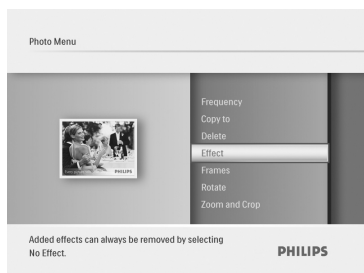 Photo Menu
PHILIPS
Frequency
Copy to
Delete
Effect
Frames
Rotate
Zoom and Crop
Added effects can always be removed by selecting
No Effect.
PHILIPS